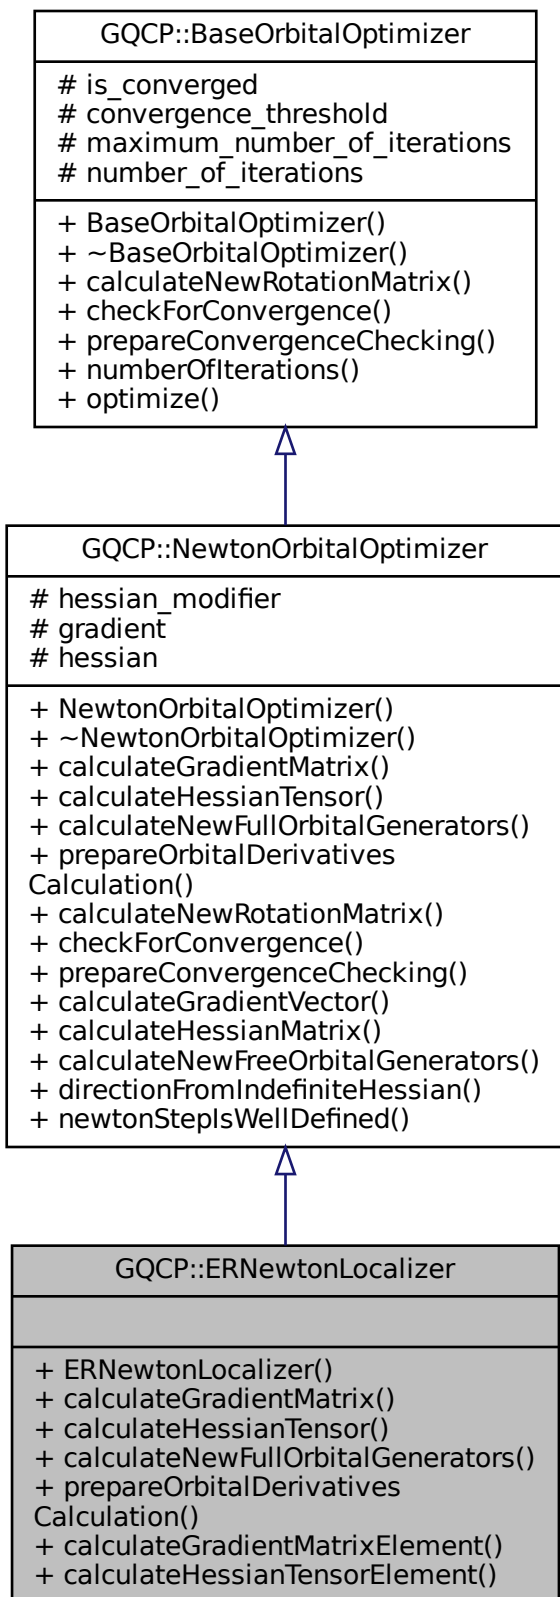 GQCP::BaseOrbitalOptimizer
# is_converged
# convergence_threshold
# maximum_number_of_iterations
# number_of_iterations
+ BaseOrbitalOptimizer()
+ ~BaseOrbitalOptimizer()
+ calculateNewRotationMatrix()
+ checkForConvergence()
+ prepareConvergenceChecking()
+ numberOfIterations()
+ optimize()
GQCP::NewtonOrbitalOptimizer
# hessian_modifier
# gradient
# hessian
+ NewtonOrbitalOptimizer()
+ ~NewtonOrbitalOptimizer()
+ calculateGradientMatrix()
+ calculateHessianTensor()
+ calculateNewFullOrbitalGenerators()
+ prepareOrbitalDerivatives
Calculation()
+ calculateNewRotationMatrix()
+ checkForConvergence()
+ prepareConvergenceChecking()
+ calculateGradientVector()
+ calculateHessianMatrix()
+ calculateNewFreeOrbitalGenerators()
+ directionFromIndefiniteHessian()
+ newtonStepIsWellDefined()
GQCP::ERNewtonLocalizer
+ ERNewtonLocalizer()
+ calculateGradientMatrix()
+ calculateHessianTensor()
+ calculateNewFullOrbitalGenerators()
+ prepareOrbitalDerivatives
Calculation()
+ calculateGradientMatrixElement()
+ calculateHessianTensorElement()